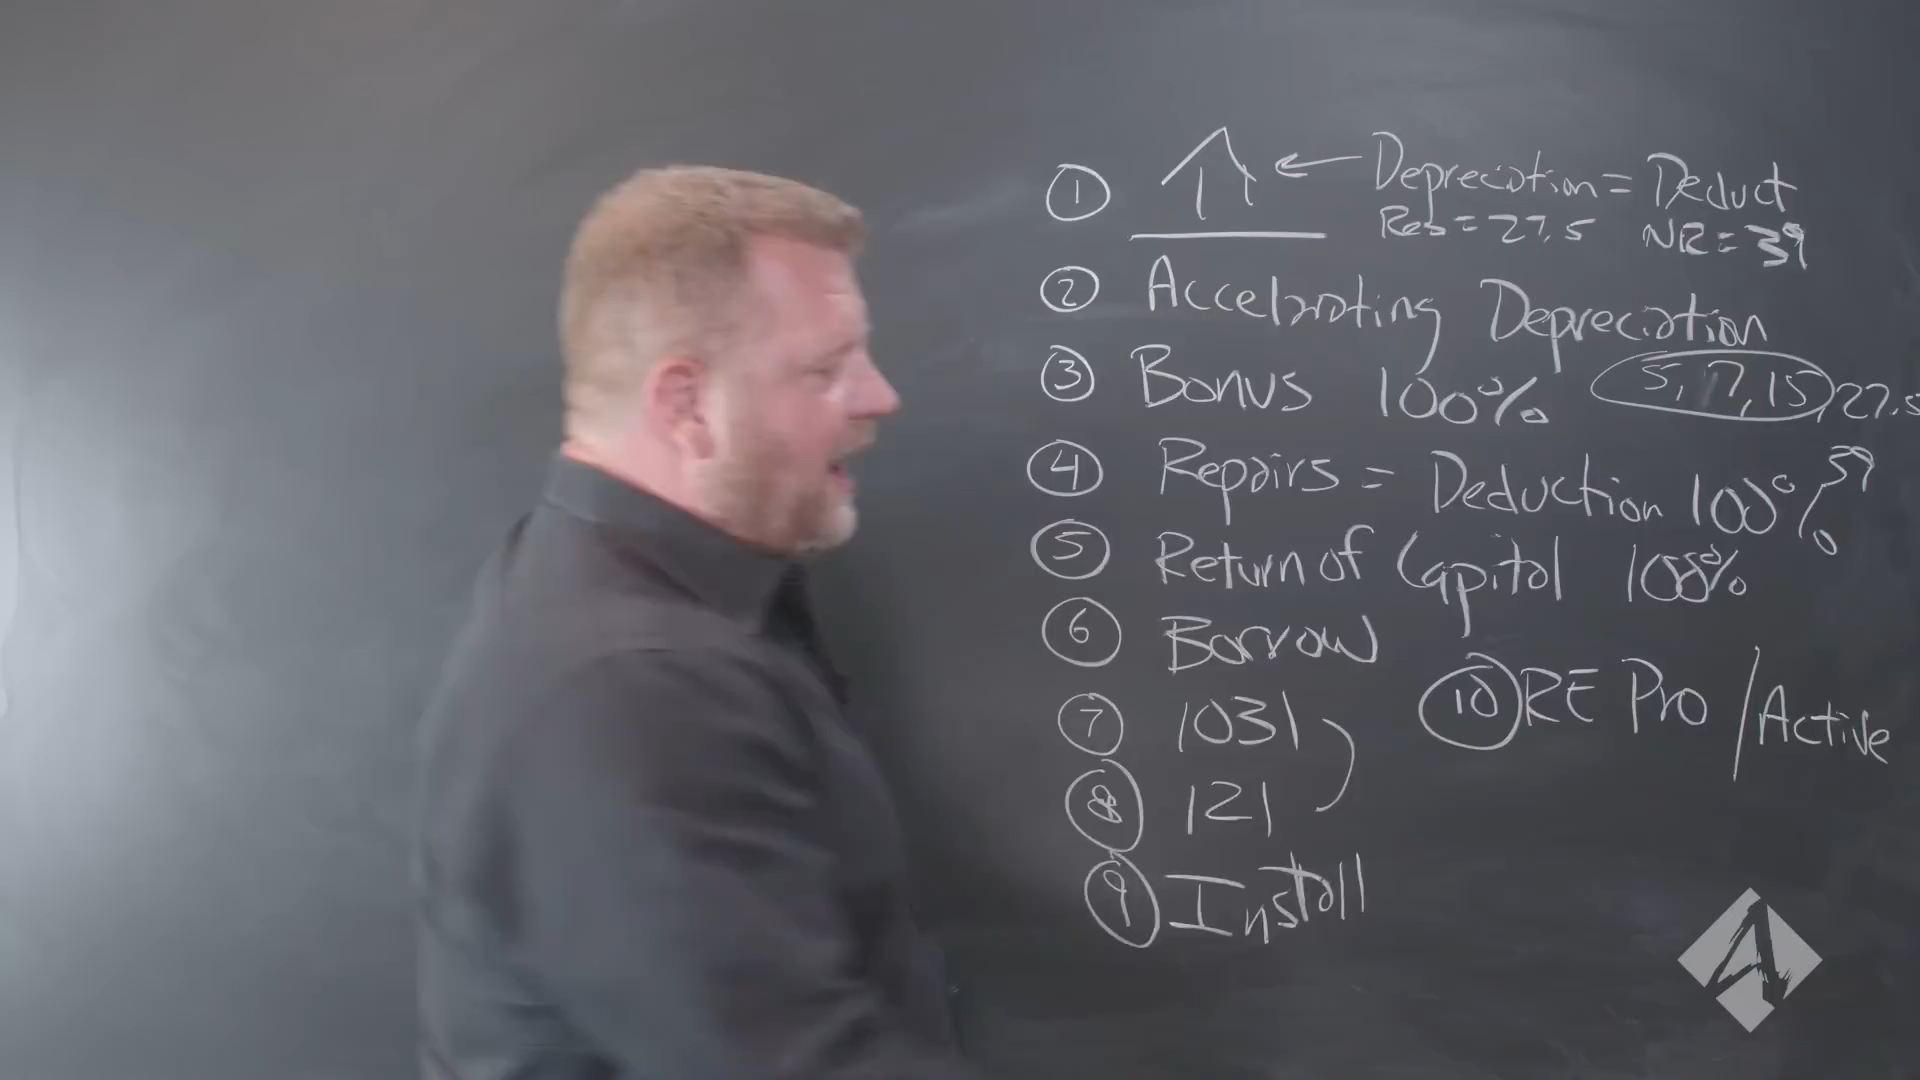 1 ← Depreciation = Deduct
Res = 27.5 NR = 39
2 Accelerating Depreciation
3 Bonus 100% 5, 7, 15, 27.5
39
4 Repairs = Deduction 100%
5 Return of Capitol 100%
6 Borrow
7 1031
10 RE Pro / Active
8 121
9 Install
A